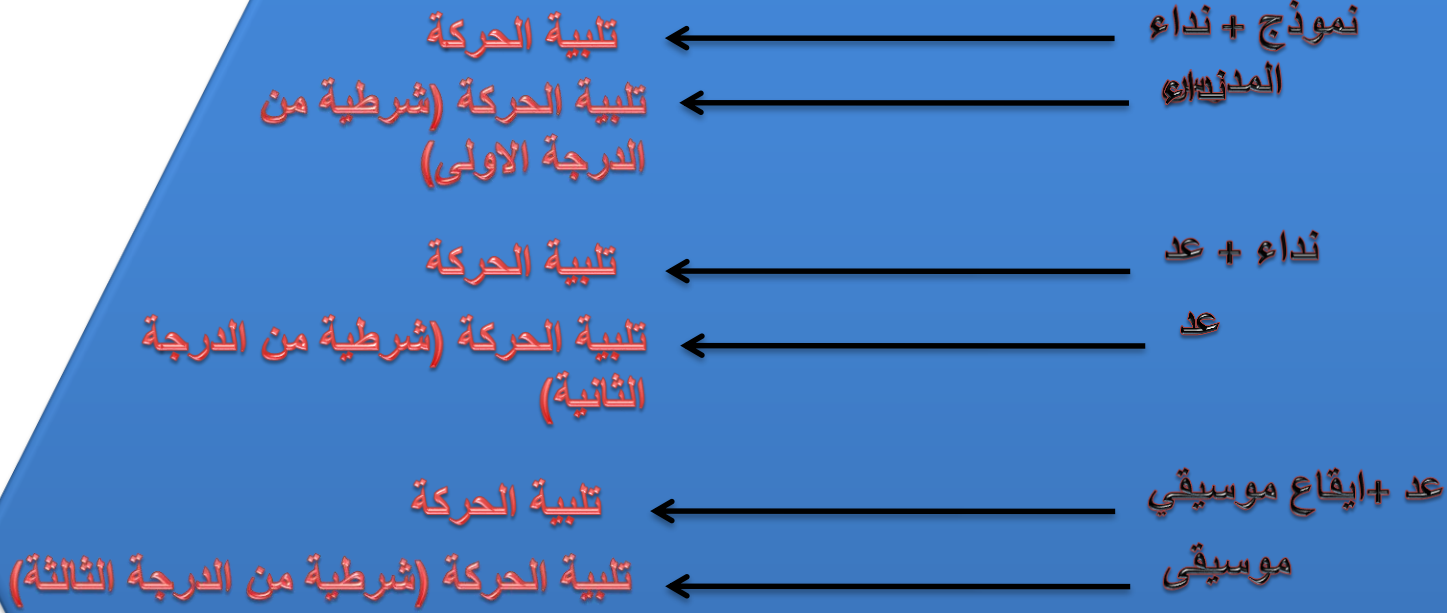 نموذج + نداء
تلبية الحركة
نداء
تلبية الحركة (شرطية من
الدرجة الاولى)
نداء + عد
تلبية الحركة
عد
تلبية الحركة (شرطية من الدرجة
الثانية)
عد +ايقاع موسيقي
تلبية الحركة
موسيقى
تلبية الحركة (شرطية من الدرجة الثالثة)